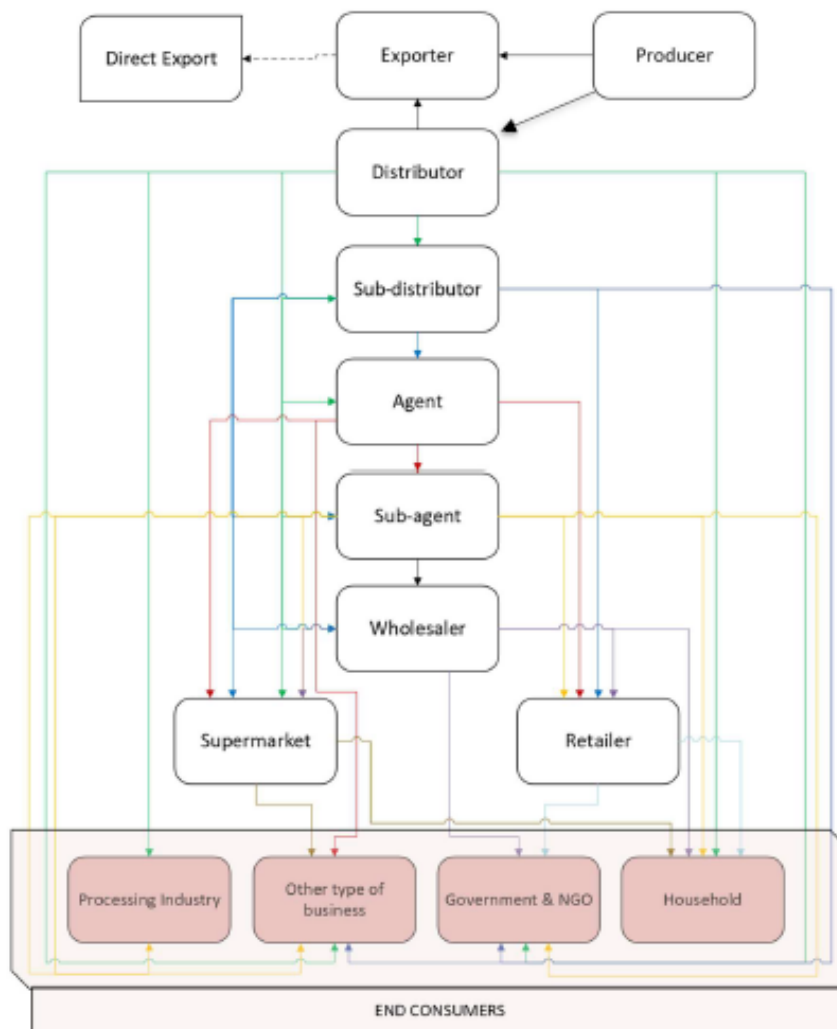 Direct Export
Exporter
Producer
Distributor
Sub-distributor
Agent
Sub-agent
Wholesaler
Supermarket
Retailer
Processing Industry
Other type of
business
Government & NGO
Household
END CONSUMERS